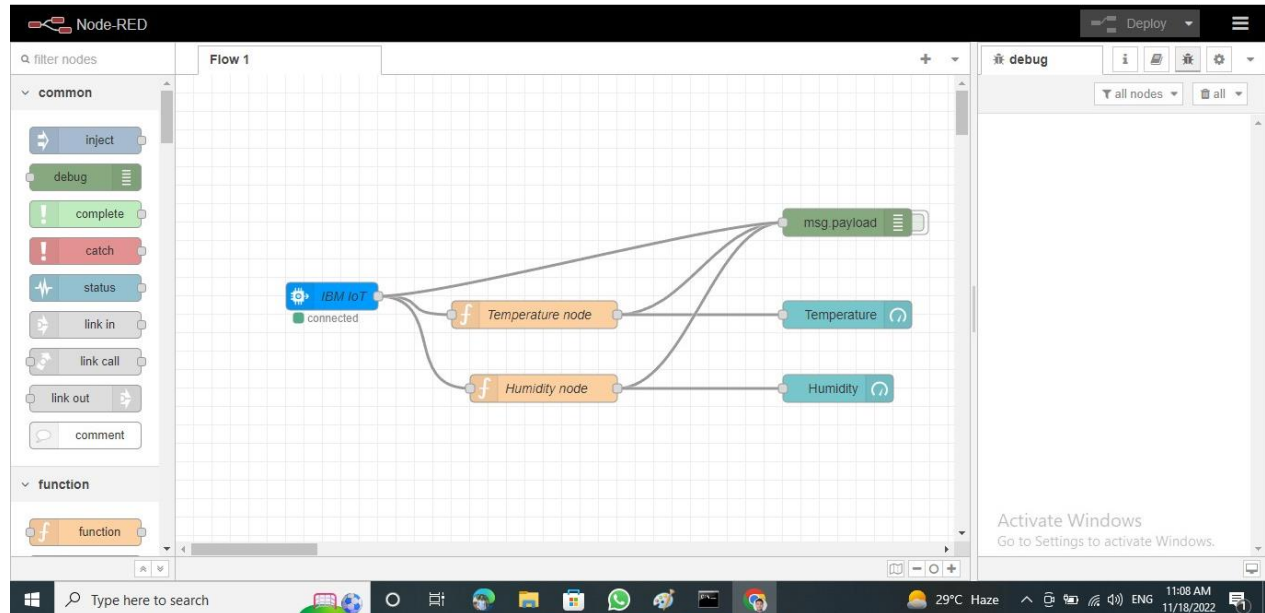 Node-RED
Deploy
filter nodes
Flow 1
debug
i
all nodes
all
common
inject
debug
complete
catch
status
link in
link call
link out
comment
function
function
IBM IoT
connected
Temperature node
Humidity node
msg.payload
Temperature
Humidity
Activate Windows
Go to Settings to activate Windows.
Type here to search
29°C Haze
ENG
11:08 AM
11/18/2022